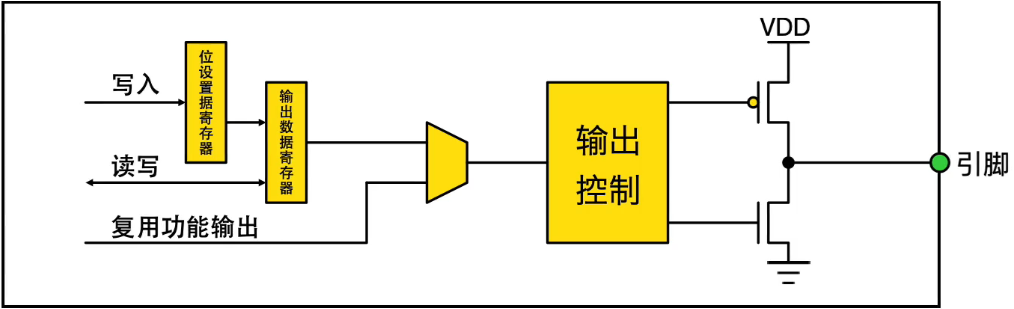 VDD
写入
位设置据寄存器
输出数据寄存器
读写
复用功能输出
输出
控制
引脚